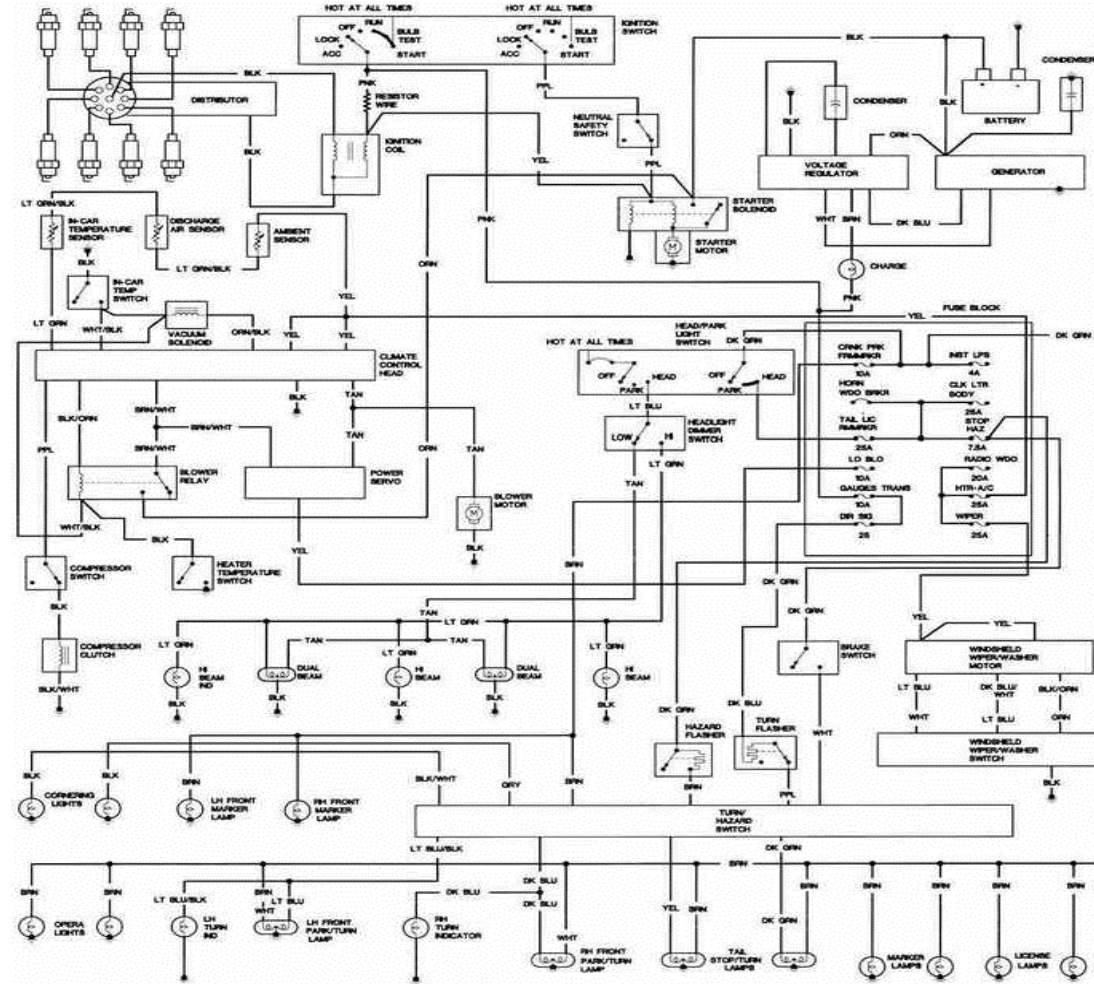 HOT AT ALL TIMES
HOT AT ALL TIMES
OFF RUN BULB TEST
LOCK
ACC START
OFF RUN BULB TEST
LOCK
ACC START
IGNITION
SWITCH
BLK
DISTRIBUTOR
BLK
PNK
RESISTOR
WIRE
IGNITION
COIL
PPL
NEUTRAL
SAFETY
SWITCH
YEL
PPL
PNK
BLK
STARTER
SOLENOID
STARTER
MOTOR
CONDENSER
CONDENSER
BLK
BLK
BATTERY
ORN
VOLTAGE
REGULATOR
GENERATOR
WHT
BRN
DK BLU
CHARGE
PNK
LT GRN/BLK
IN-CAR
TEMPERATURE
SENSOR
DISCHARGE
AIR SENSOR
AMBIENT
SENSOR
BLK
LT GRN/BLK
IN-CAR
TEMP
SWITCH
LT GRN
WHT/BLK
VACUUM
SOLENOID
ORN/BLK
YEL
YEL
YEL
ORN
CLIMATE
CONTROL
HEAD
BLK
TAN
BLK/ORN
BRN/WHT
BRN/WHT
BRN/WHT
PPL
TAN
TAN
ORN
BLOWER
RELAY
POWER
SERVO
BLOWER
MOTOR
M
M
BLK
WHT/BLK
BLK
YEL
COMPRESSOR
SWITCH
HEATER
TEMPERATURE
SWITCH
BLK
COMPRESSOR
CLUTCH
BLK/WHT
HEAD/PARK
LIGHT
SWITCH
DK GRN
HOT AT ALL TIMES
OFF HEAD
PARK
OFF HEAD
PARK
LT BLU
HEADLIGHT
DIMMER
SWITCH
LOW HI
TAN
LT GRN
YEL
FUSE BLOCK
DK GRN
CRNK PRK
FRMMRKR
10A
INST LPS
4A
HORN
WDO BRKR
CLK LTR
BODY
25A
TAIL LIC
RMMRKR
25A
STOP
HAZ
7.5A
LO BLO
10A
RADIO WDO
20A
GAUGES TRANS
10A
HTR-A/C
25A
DIR SIG
25
WIPER
25A
BRN
DK GRN
DK GRN
DK GRN
BRAKE
SWITCH
YEL
YEL
WINDSHIELD
WIPER/WASHER
MOTOR
LT BLU
DK BLU/
WHT
BLK/ORN
WHT
LT BLU
ORN
WINDSHIELD
WIPER/WASHER
SWITCH
BLK
TAN
LT GRN
LT GRN
TAN
LT GRN
TAN
LT GRN
LT GRN
HI
BEAM
IND
DUAL
BEAM
HI
BEAM
DUAL
BEAM
HI
BEAM
BLK
BLK
BLK
BLK
BLK
DK GRN
DK BLU
DK BLU
HAZARD
FLASHER
TURN
FLASHER
WHT
BRN
PPL
BLK
BLK
BRN
BLK/WHT
GRY
BRN
CORNERING
LIGHTS
LH FRONT
MARKER
LAMP
RH FRONT
MARKER
LAMP
TURN/
HAZARD
SWITCH
LT BLU/BLK
DK BLU
DK GRN
BRN
BRN
BRN
OPERA
LIGHTS
LT BLU/BLK
LH
TURN
IND
BRN
WHT
LT BLU
LH FRONT
PARK/TURN
LAMP
DK BLU
DK BLU
RH
TURN
INDICATOR
WHT
RH FRONT
PARK/TURN
LAMP
YEL
BRN
TAIL
STOP/TURN
LAMPS
DK GRN
BRN
BRN
BRN
MARKER
LAMPS
BRN
BRN
LICENSE
LAMPS